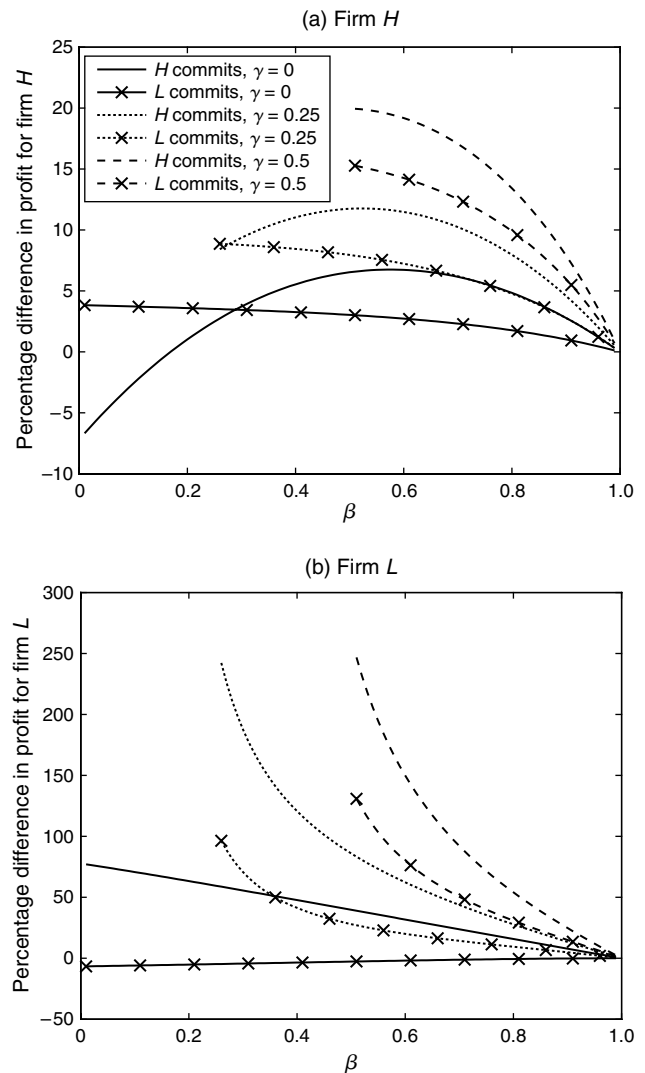 (a) Firm H
Percentage difference in profit for firm H
25
20
15
10
5
0
−5
−10
H commits, γ = 0
L commits, γ = 0
H commits, γ = 0.25
L commits, γ = 0.25
H commits, γ = 0.5
L commits, γ = 0.5
0 0.2 0.4 0.6 0.8 1.0
β
(b) Firm L
Percentage difference in profit for firm L
300
250
200
150
100
50
0
−50
0 0.2 0.4 0.6 0.8 1.0
β